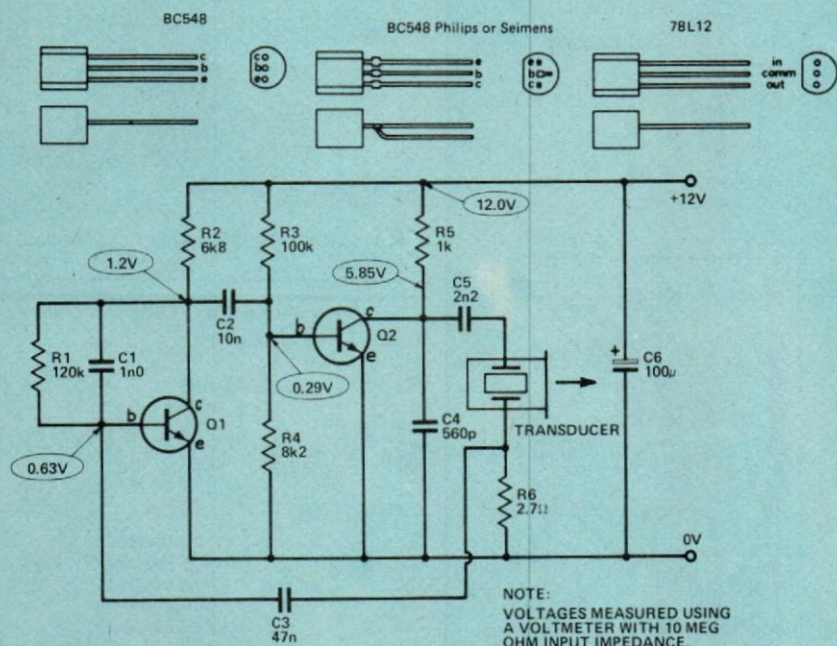 BC548
BC548 Philips or Seimens
78L12
c
b
e
c
b
e
e
b
c
e
b
c
in
comm
out
12.0V
+12V
R2
6k8
R3
100k
R5
1k
1.2V
5.85V
C5
2n2
C2
10n
R1
120k
C1
1n0
b
c
e
Q2
+
C6
100µ
0.29V
b
c
e
Q1
C4
560p
TRANSDUCER
0.63V
R4
8k2
R6
2.7Ω
0V
C3
47n
NOTE:
VOLTAGES MEASURED USING
A VOLTMETER WITH 10 MEG
OHM INPUT IMPEDANCE.